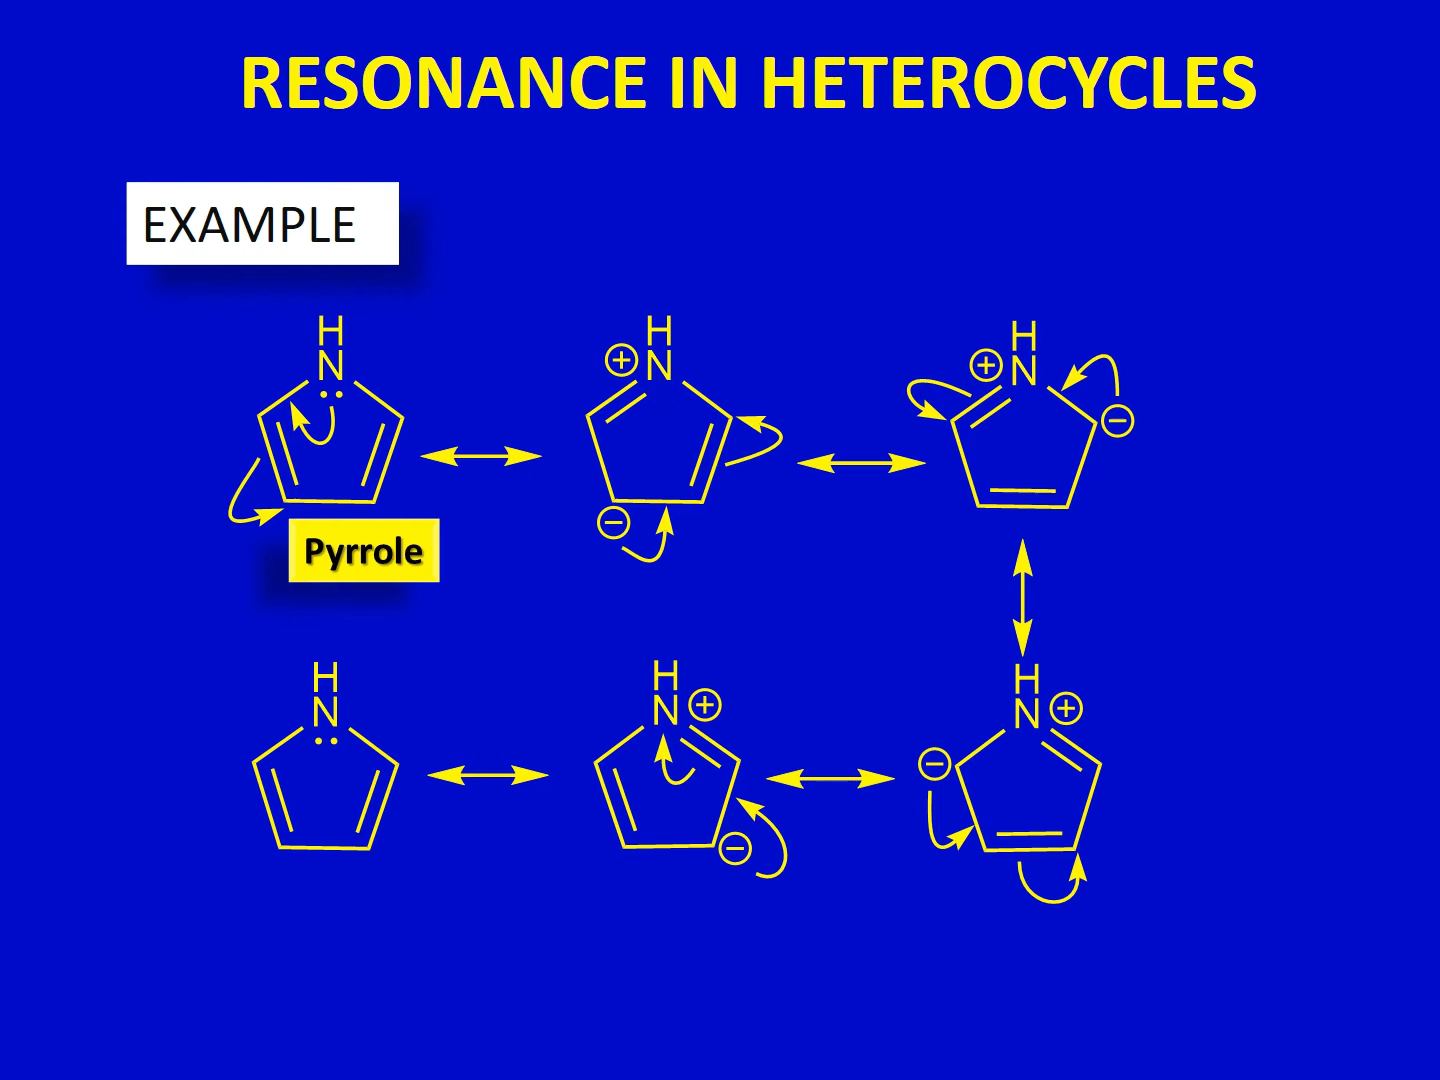 RESONANCE IN HETEROCYCLES
EXAMPLE
H H H
N ⊕ N ⊕ N
⊖
⊖
Pyrrole
H H H
N N ⊕ N ⊕
⊖
⊖